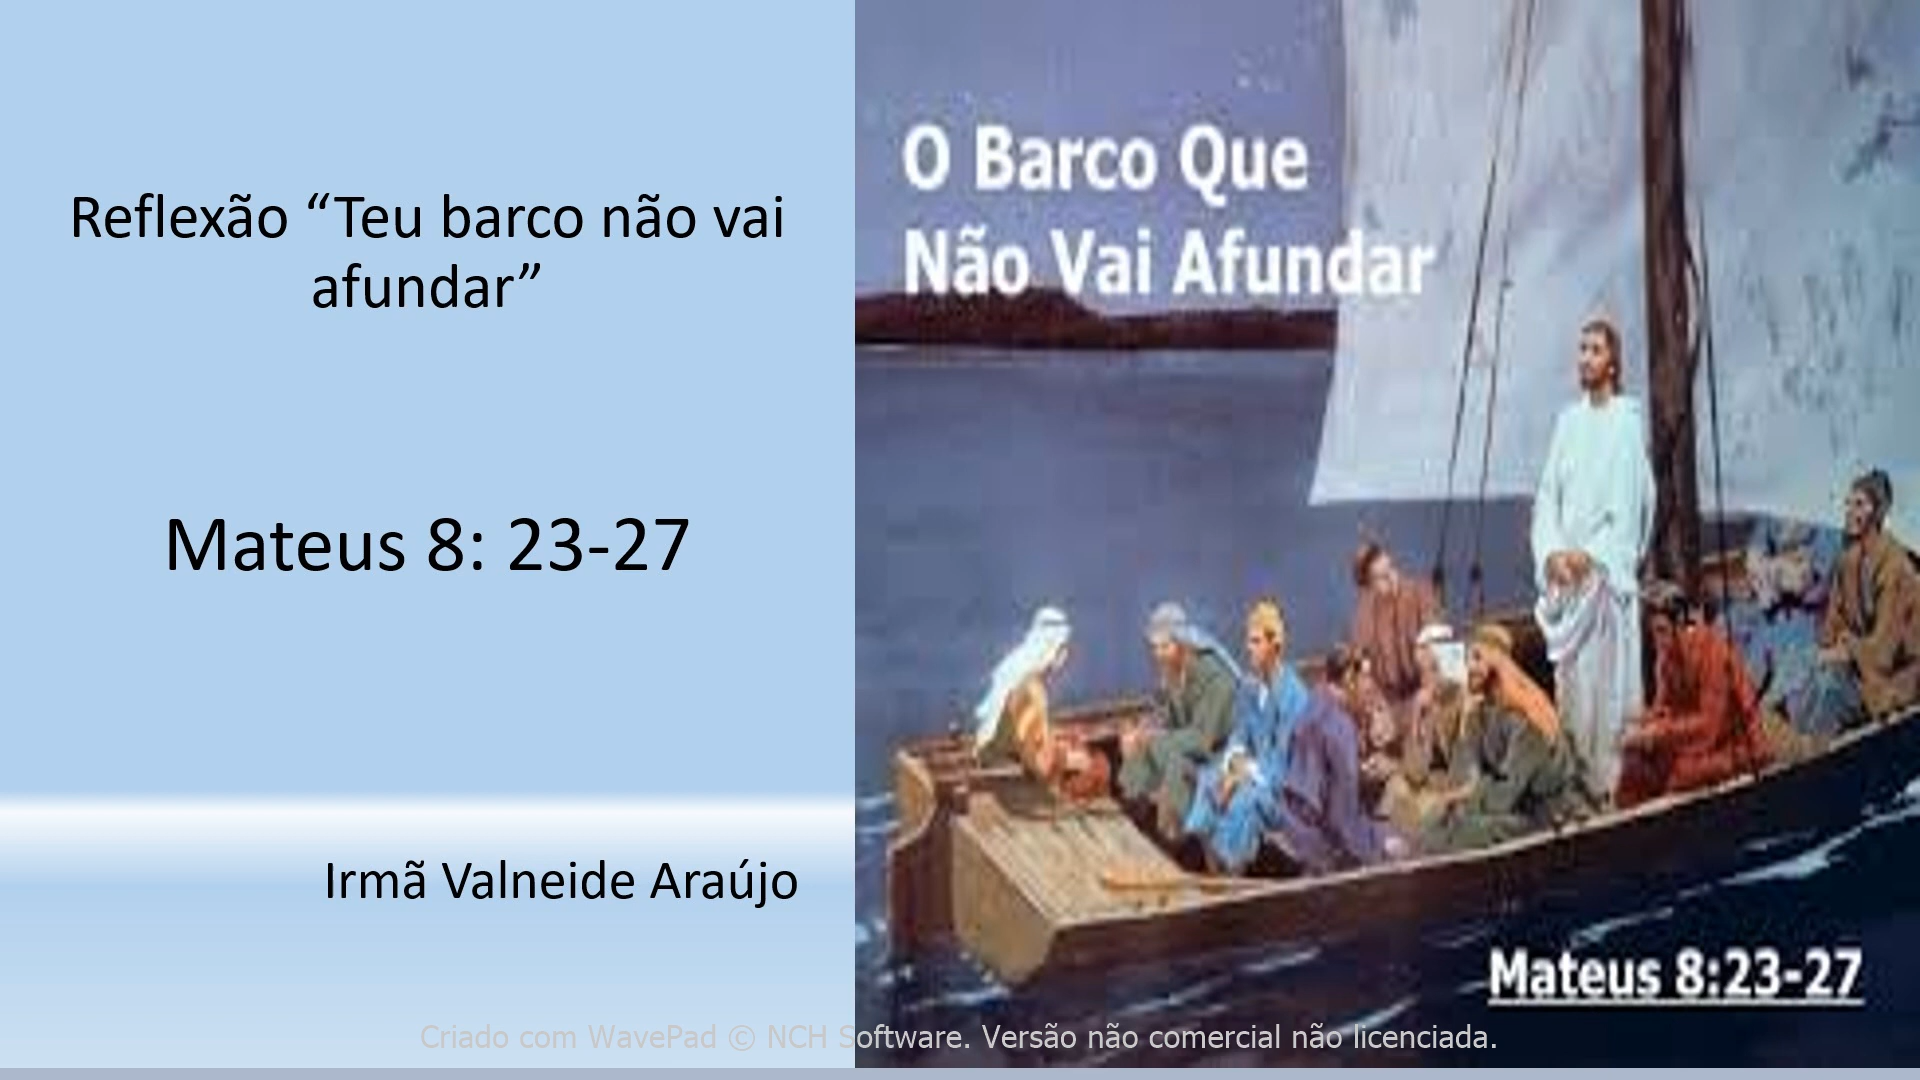 Reflexão “Teu barco não vai
afundar”
Mateus 8: 23-27
Irmã Valneide Araújo
O Barco Que
Não Vai Afundar
Mateus 8:23-27
Criado com WavePad © NCH Software. Versão não comercial não licenciada.